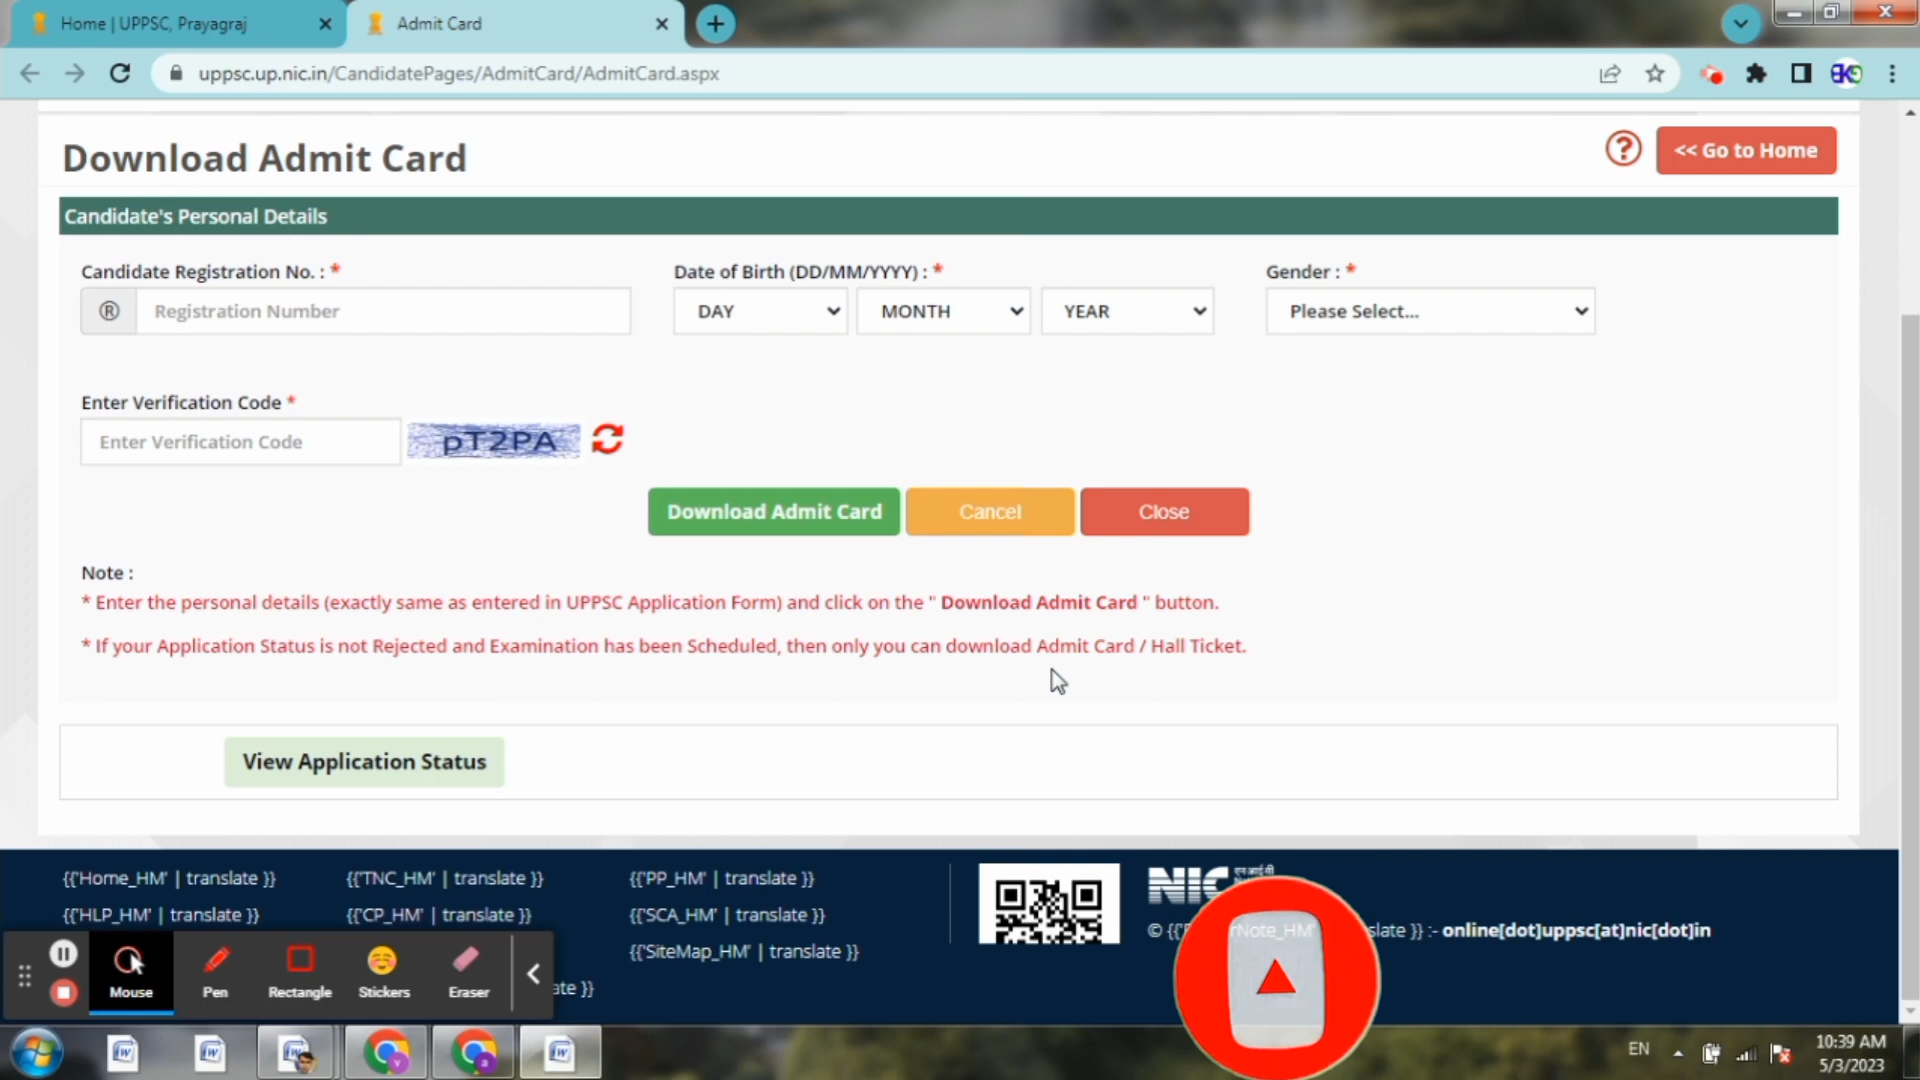 Home | UPPSC, Prayagraj
Admit Card
uppsc.up.nic.in/CandidatePages/AdmitCard/AdmitCard.aspx
Download Admit Card
<< Go to Home
Candidate's Personal Details
Candidate Registration No. : *
Date of Birth (DD/MM/YYYY) : *
Gender : *
® Registration Number
DAY
MONTH
YEAR
Please Select...
Enter Verification Code *
Enter Verification Code
pT2PA
Download Admit Card
Cancel
Close
Note :
* Enter the personal details (exactly same as entered in UPPSC Application Form) and click on the " Download Admit Card " button.
* If your Application Status is not Rejected and Examination has been Scheduled, then only you can download Admit Card / Hall Ticket.
View Application Status
{{'Home_HM' | translate }}
{{'TNC_HM' | translate }}
{{'PP_HM' | translate }}
NIC एनआईसी
{{'HLP_HM' | translate }}
{{'CP_HM' | translate }}
{{'SCA_HM' | translate }}
{{'SiteMap_HM' | translate }}
:- online[dot]uppsc[at]nic[dot]in
Mouse
Pen
Rectangle
Stickers
Eraser
EN
10:39 AM
5/3/2023